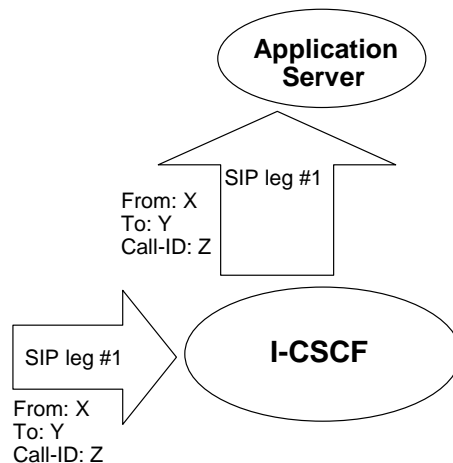 Application
Server
SIP leg #1
From: X
To: Y
Call-ID: Z
I-CSCF
SIP leg #1
From: X
To: Y
Call-ID: Z